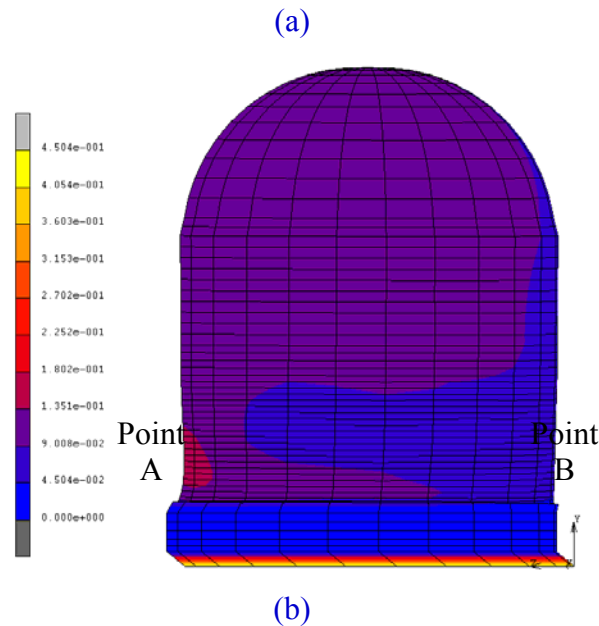 (a)
4.504e-001
4.054e-001
3.603e-001
3.153e-001
2.702e-001
2.252e-001
1.802e-001
1.351e-001
9.008e-002
4.504e-002
0.000e+000
Point
A
Point
B
Y
Z
X
(b)